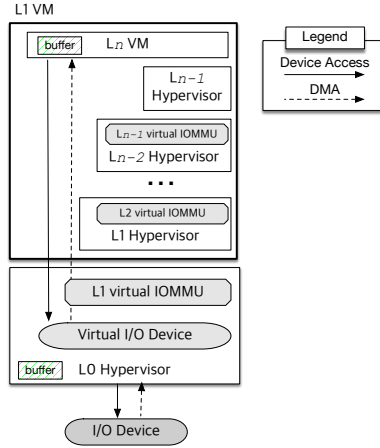 L1 VM
Legend
Device Access
DMA
buffer
Ln VM
Ln-1
Hypervisor
Ln-1 virtual IOMMU
Ln-2 Hypervisor
...
L2 virtual IOMMU
L1 Hypervisor
L1 virtual IOMMU
Virtual I/O Device
buffer
L0 Hypervisor
I/O Device